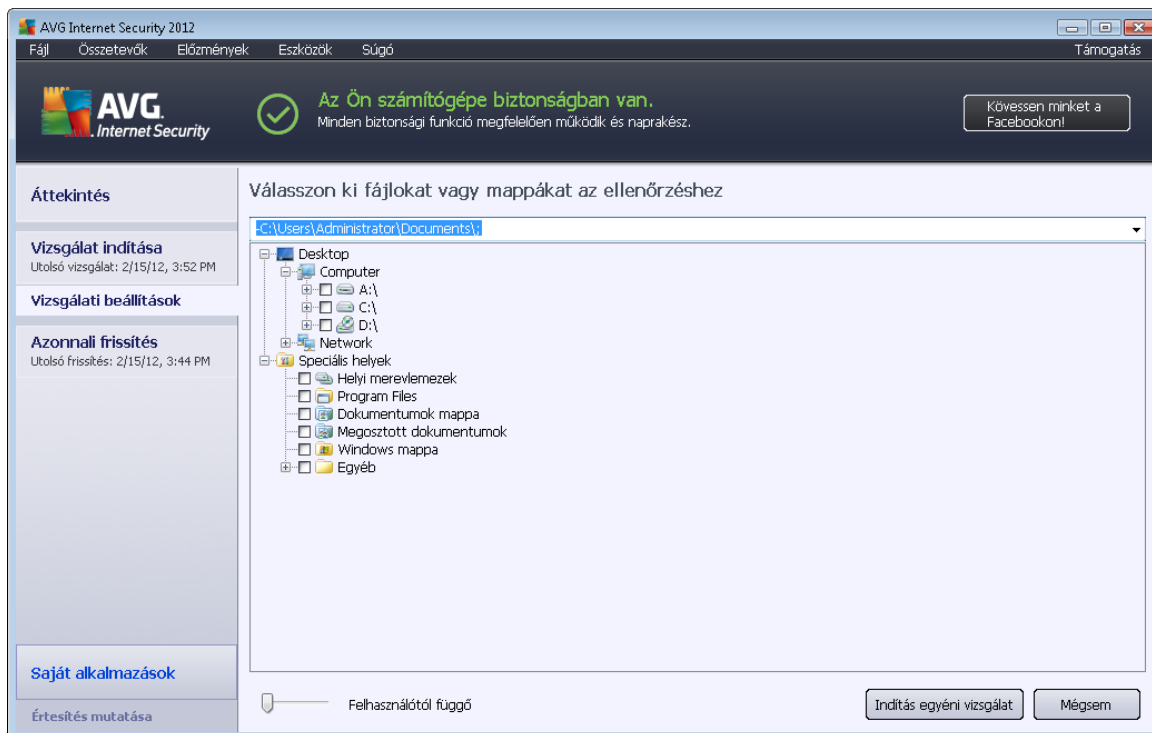 AVG Internet Security 2012
Fájl Összetevők Előzmények Eszközök Súgó Támogatás
AVG.
Internet Security
Az Ön számítógépe biztonságban van.
Minden biztonsági funkció megfelelően működik és naprakész.
Kövessen minket a
Facebookon!
Áttekintés
Vizsgálat indítása
Utolsó vizsgálat: 2/15/12, 3:52 PM
Vizsgálati beállítások
Azonnali frissítés
Utolsó frissítés: 2/15/12, 3:44 PM
Saját alkalmazások
Értesítés mutatása
Válasszon ki fájlokat vagy mappákat az ellenőrzéshez
-C:\Users\Administrator\Documents\;
Desktop
Computer
A:\
C:\
D:\
Network
Speciális helyek
Helyi merevlemezek
Program Files
Dokumentumok mappa
Megosztott dokumentumok
Windows mappa
Egyéb
Felhasználótól függő
Indítás egyéni vizsgálat
Mégsem